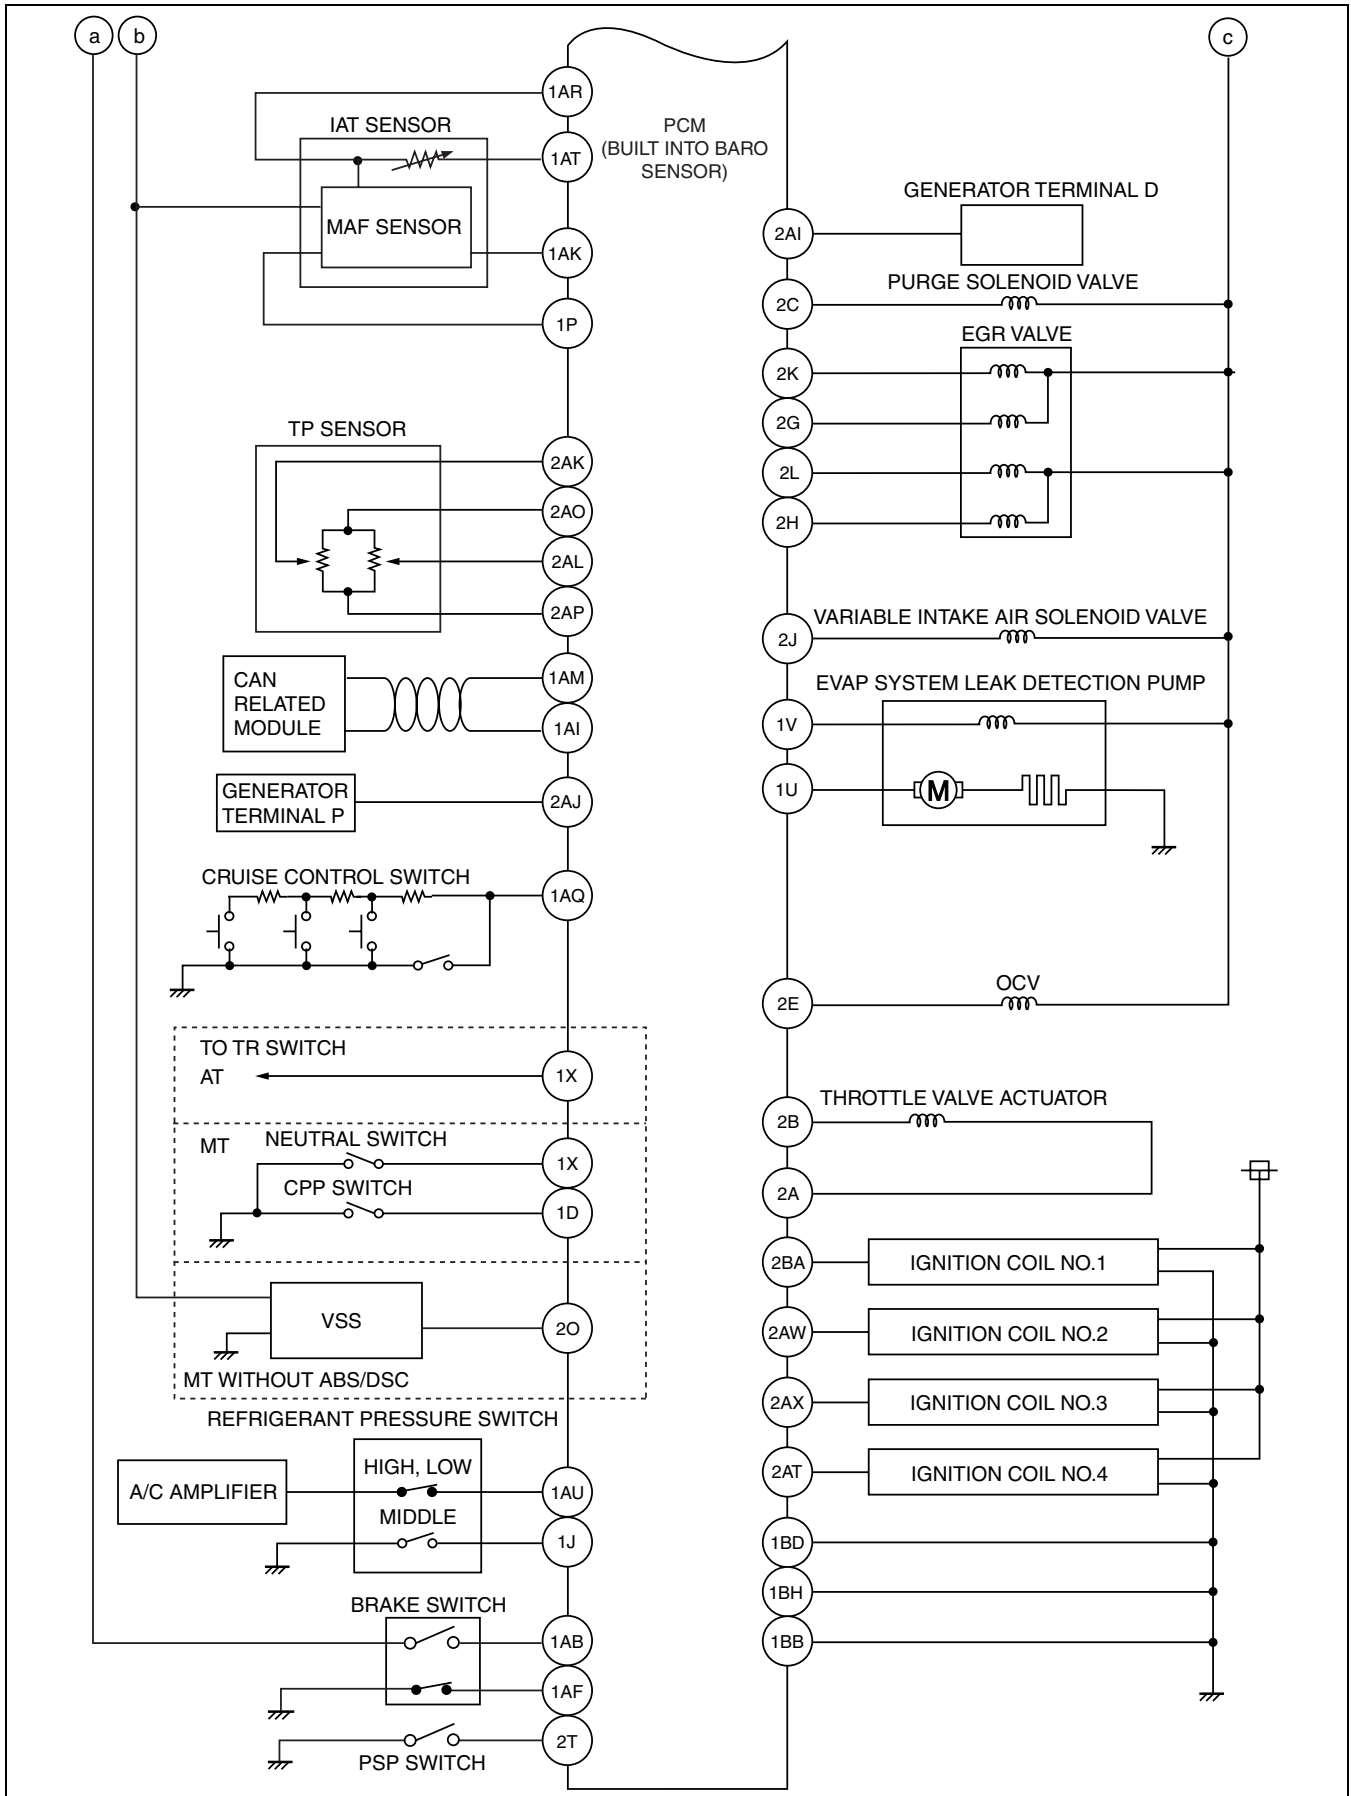 a
b
c
1AR
IAT SENSOR
PCM
(BUILT INTO BARO
SENSOR)
1AT
MAF SENSOR
1AK
1P
GENERATOR TERMINAL D
2AI
PURGE SOLENOID VALVE
2C
EGR VALVE
2K
2G
2L
2H
TP SENSOR
2AK
2AO
2AL
2AP
VARIABLE INTAKE AIR SOLENOID VALVE
2J
CAN
RELATED
MODULE
1AM
1AI
EVAP SYSTEM LEAK DETECTION PUMP
1V
1U
M
GENERATOR
TERMINAL P
2AJ
CRUISE CONTROL SWITCH
1AQ
OCV
2E
TO TR SWITCH
AT
1X
MT
NEUTRAL SWITCH
1X
CPP SWITCH
1D
THROTTLE VALVE ACTUATOR
2B
2A
VSS
2O
MT WITHOUT ABS/DSC
2BA
IGNITION COIL NO.1
2AW
IGNITION COIL NO.2
2AX
IGNITION COIL NO.3
2AT
IGNITION COIL NO.4
REFRIGERANT PRESSURE SWITCH
A/C AMPLIFIER
HIGH, LOW
1AU
MIDDLE
1J
1BD
1BH
1BB
BRAKE SWITCH
1AB
1AF
2T
PSP SWITCH